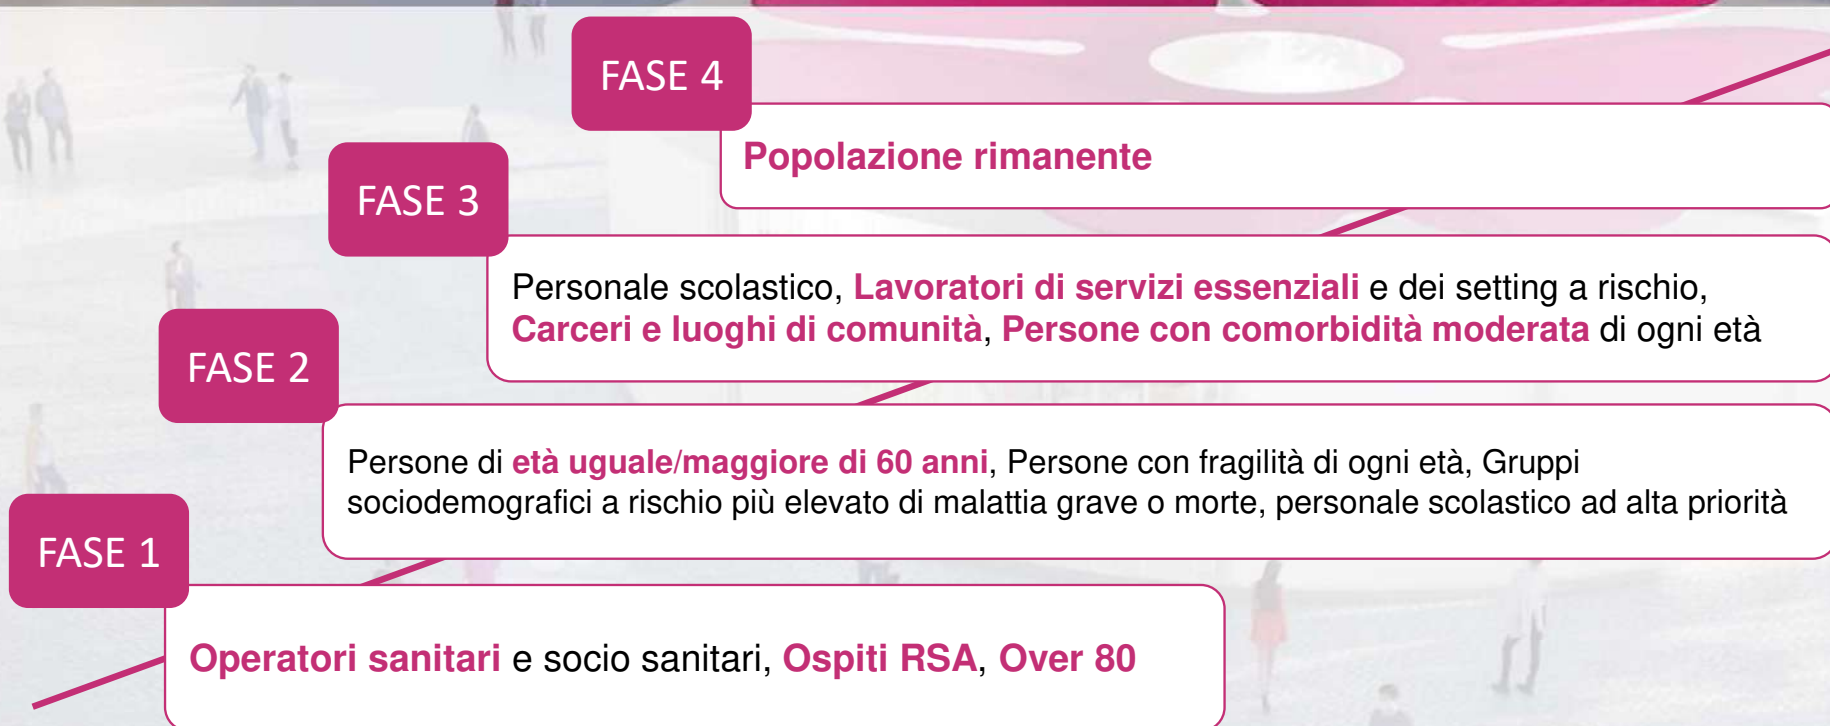 FASE 4
Popolazione rimanente
FASE 3
Personale scolastico, Lavoratori di servizi essenziali e dei setting a rischio,
Carceri e luoghi di comunità, Persone con comorbidità moderata di ogni età
FASE 2
Persone di età uguale/maggiore di 60 anni, Persone con fragilità di ogni età, Gruppi
sociodemografici a rischio più elevato di malattia grave o morte, personale scolastico ad alta priorità
FASE 1
Operatori sanitari e socio sanitari, Ospiti RSA, Over 80